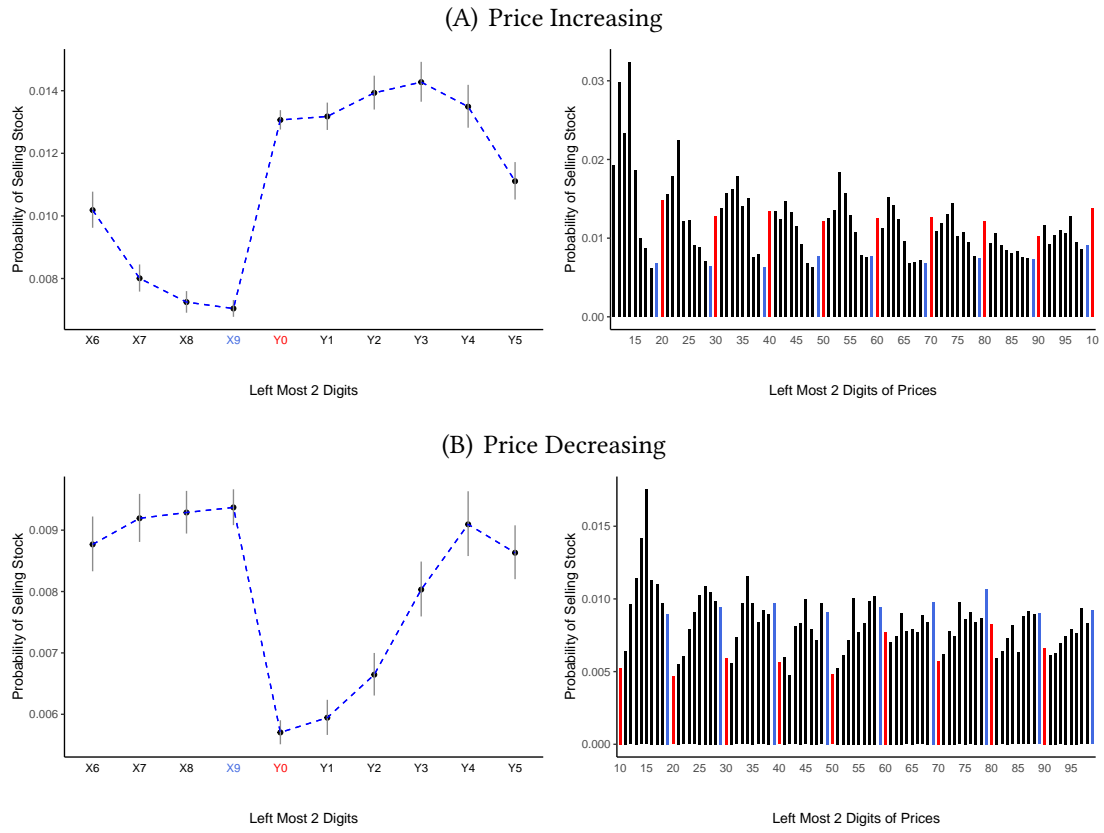 (A) Price Increasing
Probability of Selling Stock
0.014
0.012
0.010
0.008
X6 X7 X8 X9 Y0 Y1 Y2 Y3 Y4 Y5
Left Most 2 Digits
Probability of Selling Stock
0.03
0.02
0.01
0.00
15 20 25 30 35 40 45 50 55 60 65 70 75 80 85 90 95 10
Left Most 2 Digits of Prices
(B) Price Decreasing
Probability of Selling Stock
0.009
0.008
0.007
0.006
X6 X7 X8 X9 Y0 Y1 Y2 Y3 Y4 Y5
Left Most 2 Digits
Probability of Selling Stock
0.015
0.010
0.005
0.000
10 15 20 25 30 35 40 45 50 55 60 65 70 75 80 85 90 95
Left Most 2 Digits of Prices